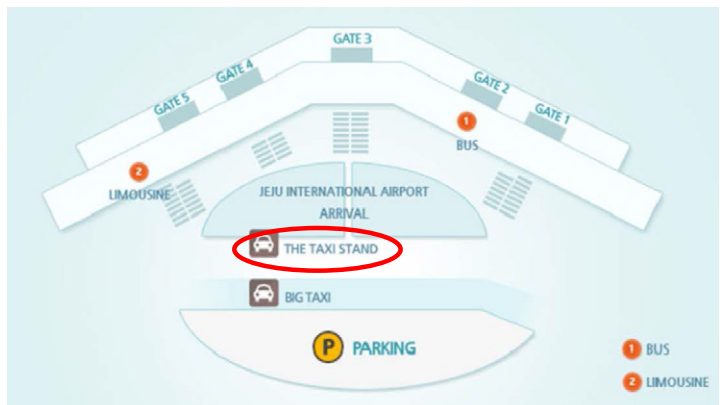 GATE 3
GATE 4
GATE 2
GATE 5
GATE 1
1
BUS
2
LIMOUSINE
JEJU INTERNATIONAL AIRPORT
ARRIVAL
THE TAXI STAND
BIG TAXI
P PARKING
1 BUS
2 LIMOUSINE